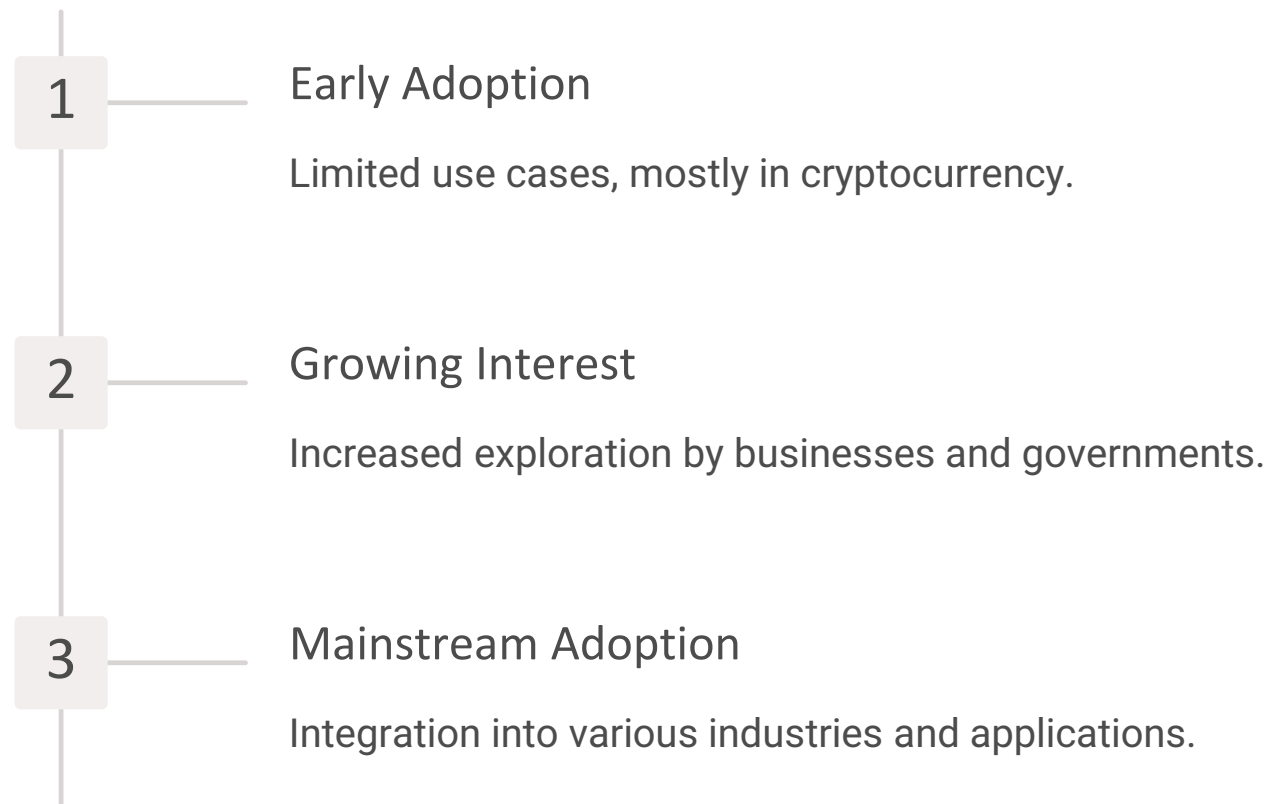 1
Early Adoption
Limited use cases, mostly in cryptocurrency.
2
Growing Interest
Increased exploration by businesses and governments.
3
Mainstream Adoption
Integration into various industries and applications.